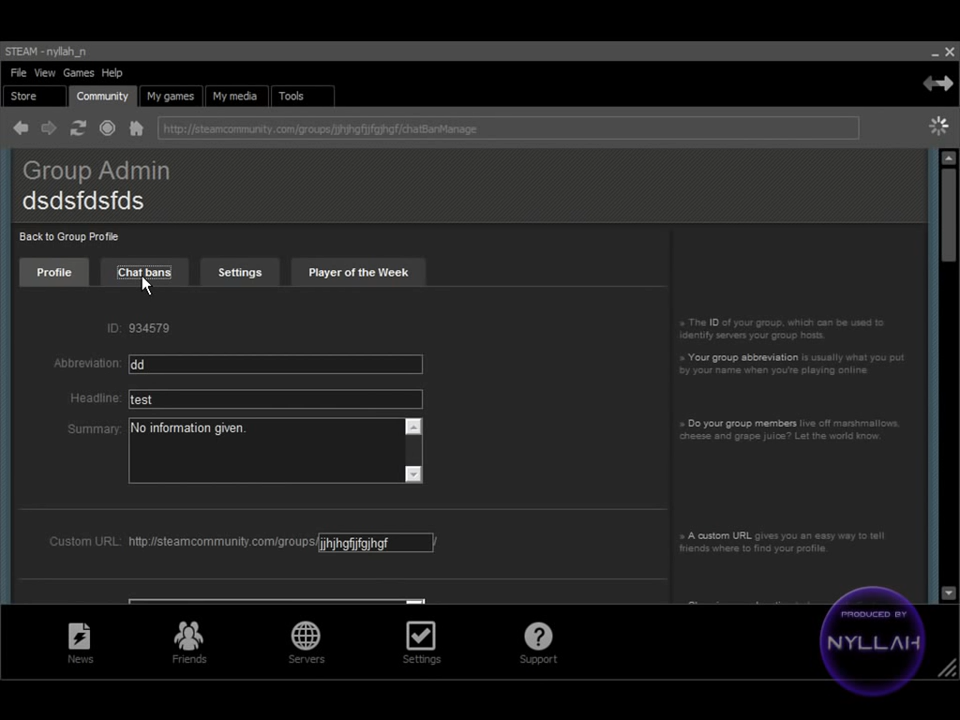 STEAM - nyllah_n
File View Games Help
Store Community My games My media Tools
http://steamcommunity.com/groups/jjhjhgfjjfgjhgf/chatBanManage
Group Admin
dsdsfdsfds
Back to Group Profile
Profile Chat bans Settings Player of the Week
ID: 934579
» The ID of your group, which can be used to
identify servers your group hosts.
Abbreviation: dd
» Your group abbreviation is usually what you put
by your name when you're playing online
Headline: test
Summary: No information given.
» Do your group members live off marshmallows,
cheese and grape juice? Let the world know.
Custom URL: http://steamcommunity.com/groups/jjhjhgfjjfgjhgf/
» A custom URL gives you an easy way to tell
friends where to find your profile.
PRODUCED BY
NYLLAH
News Friends Servers Settings Support